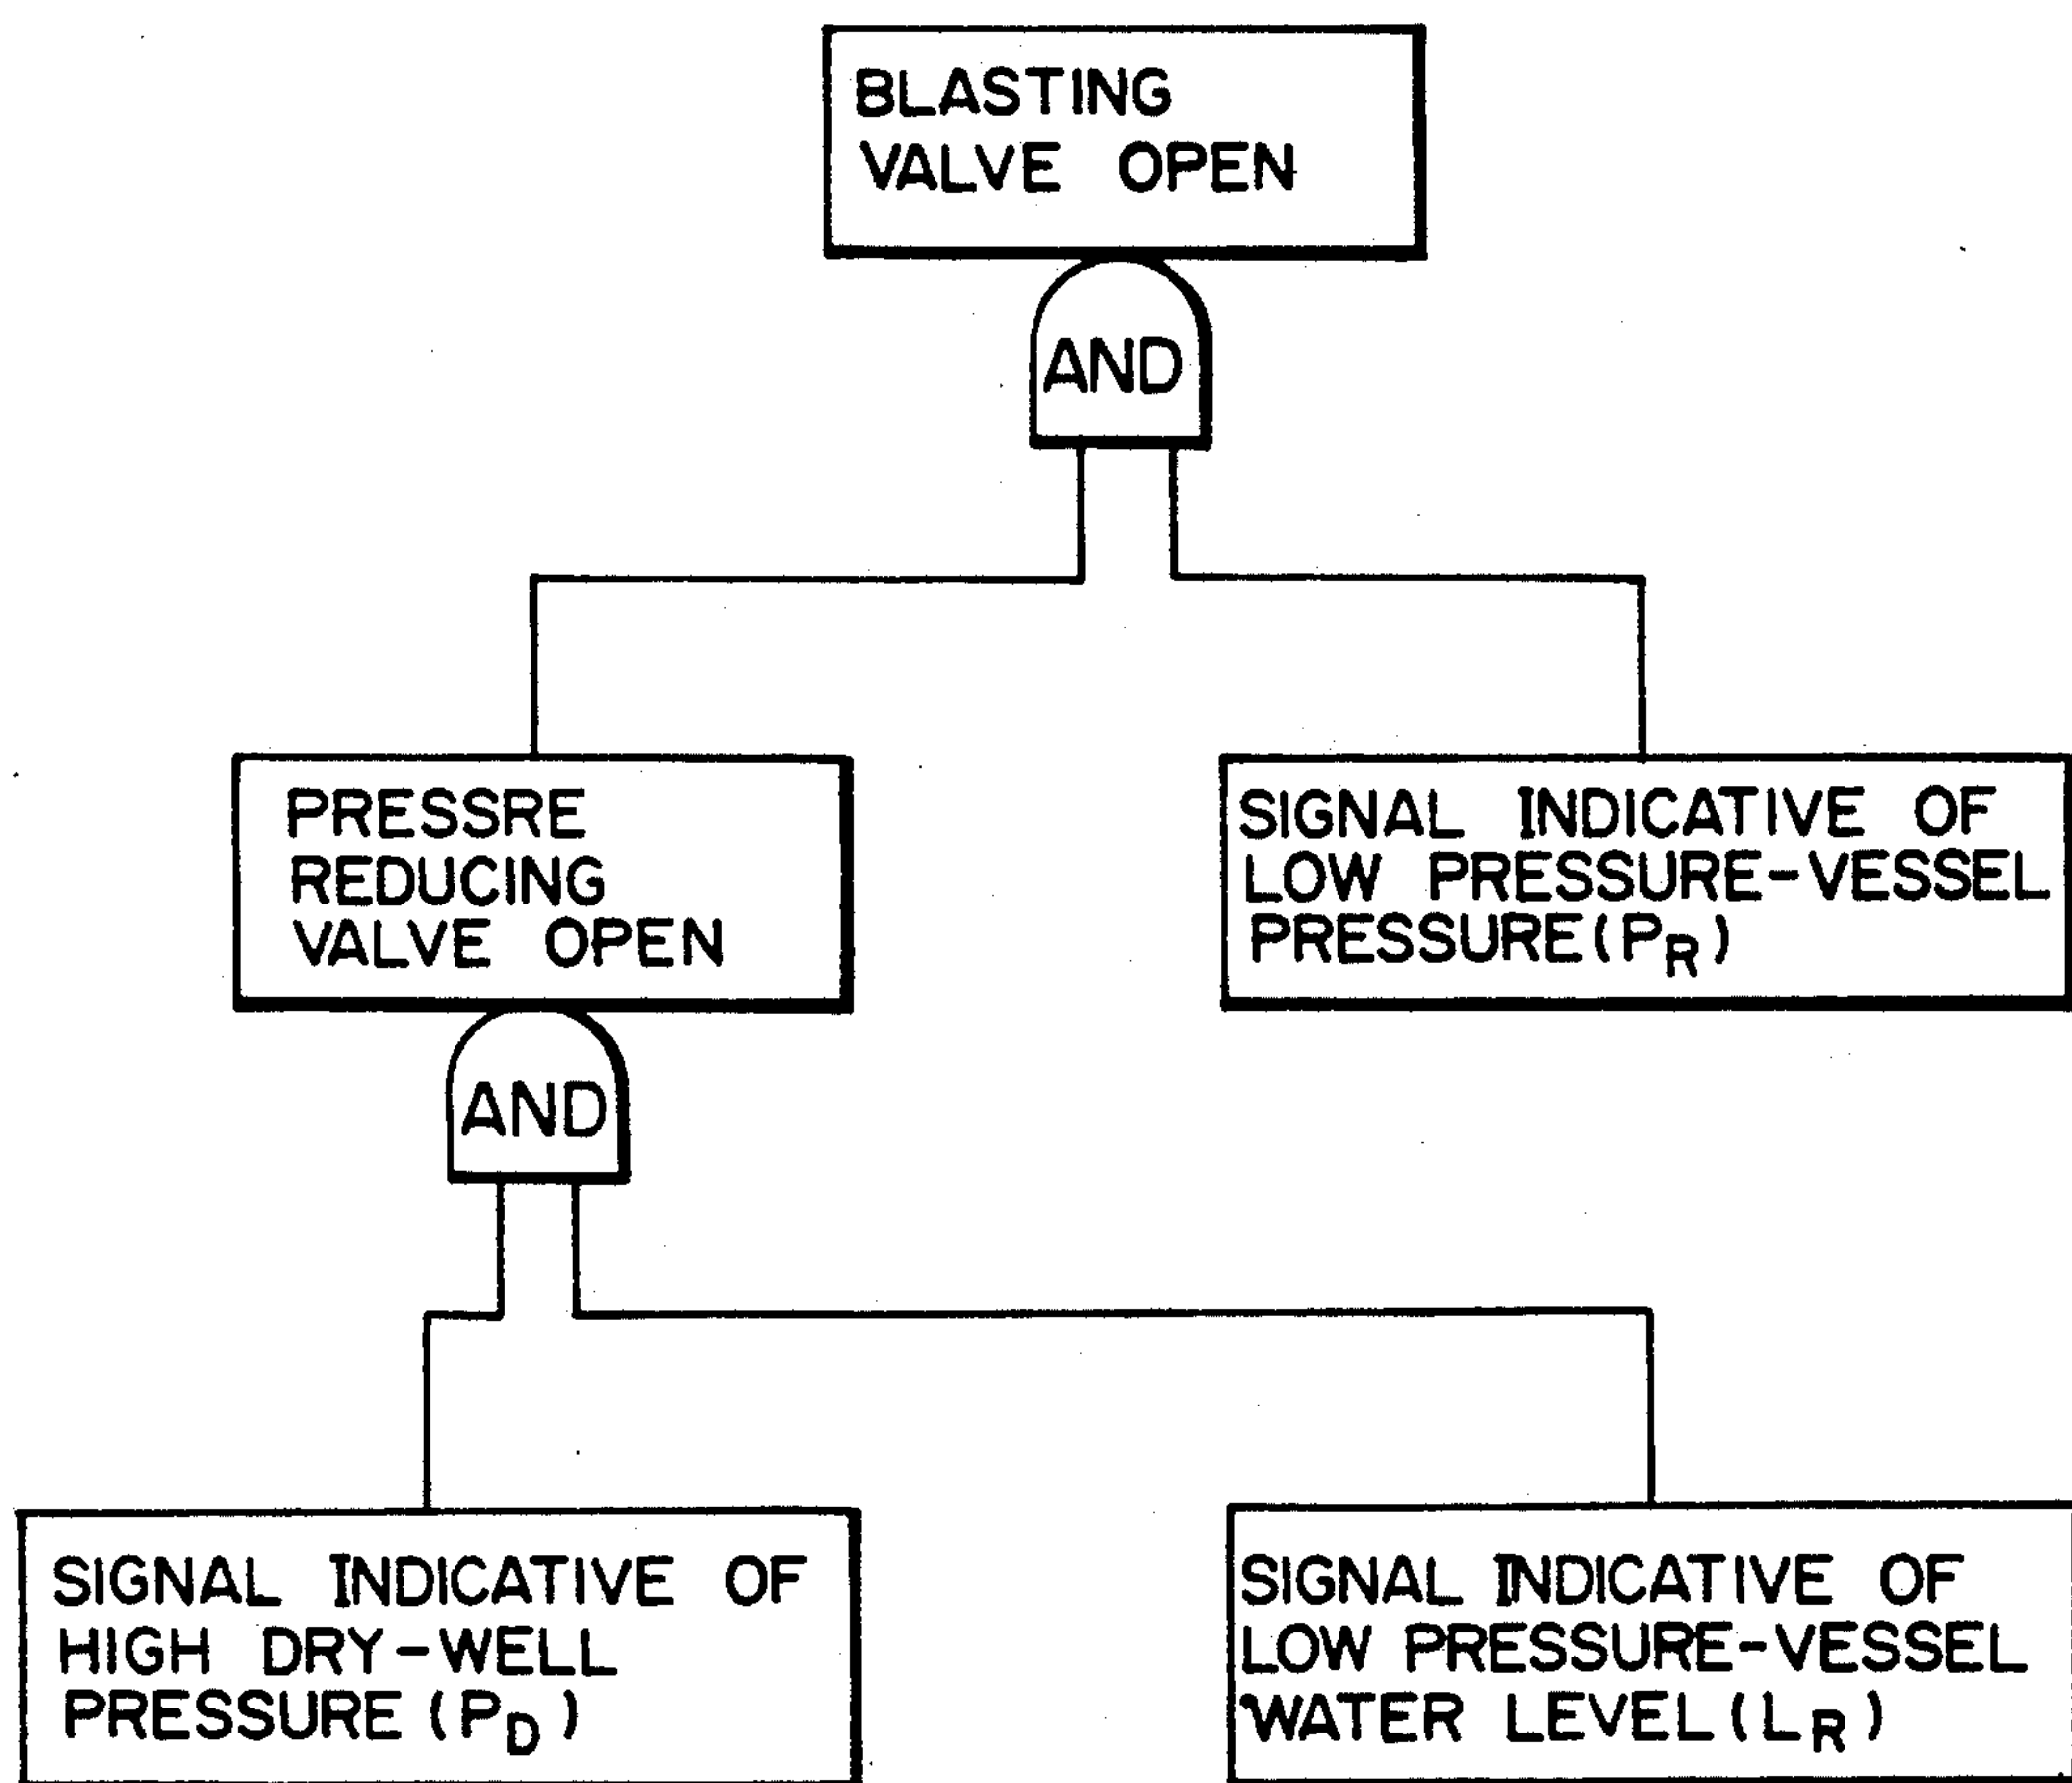 BLASTING
VALVE OPEN
AND
PRESSRE
REDUCING
VALVE OPEN
SIGNAL INDICATIVE OF
LOW PRESSURE-VESSEL
PRESSURE(PR)
AND
SIGNAL INDICATIVE OF
HIGH DRY-WELL
PRESSURE (PD)
SIGNAL INDICATIVE OF
LOW PRESSURE-VESSEL
WATER LEVEL(LR)